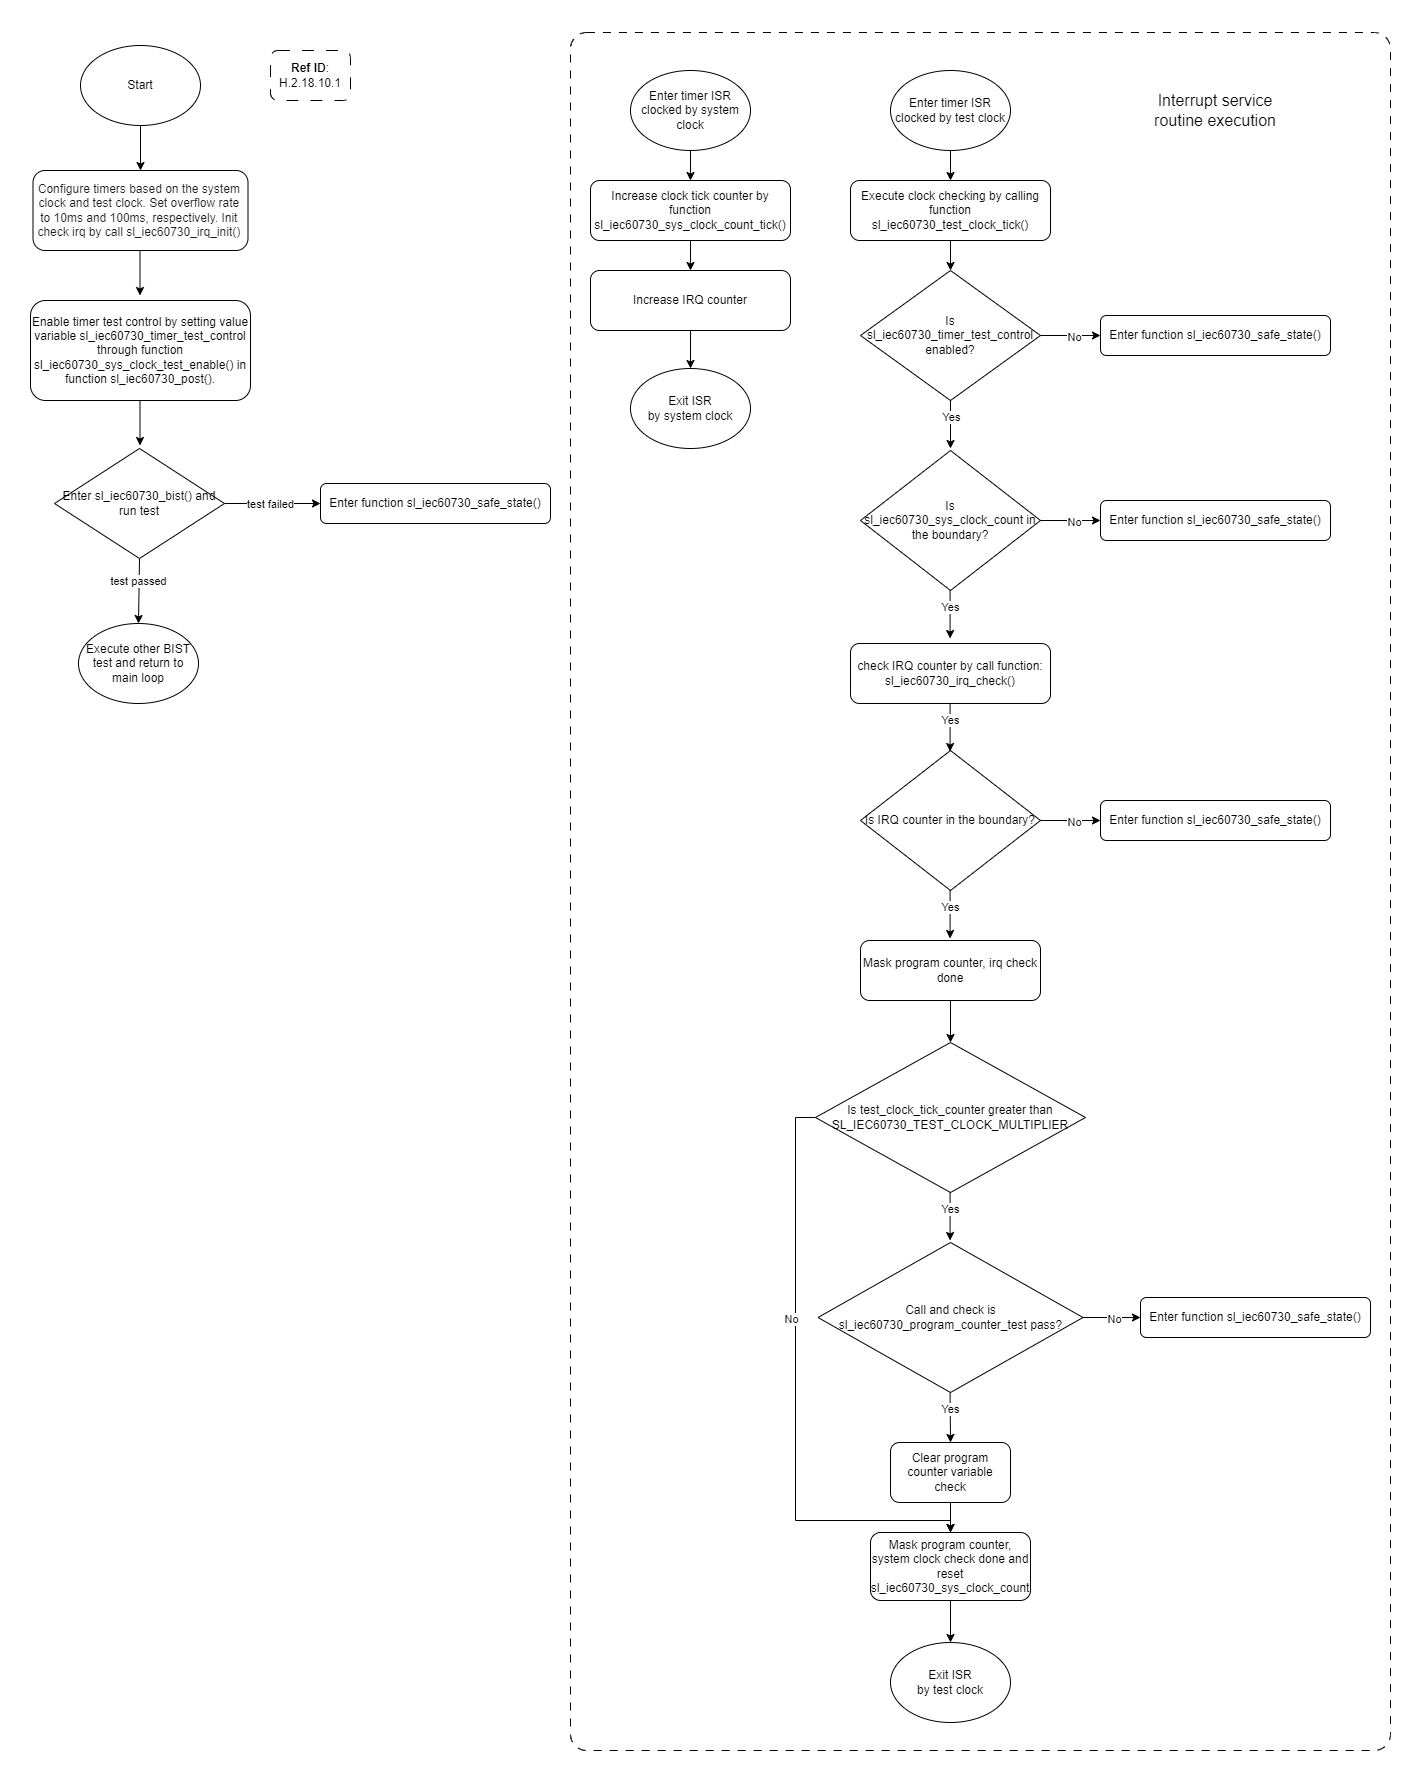 Start
Ref ID:
H.2.18.10.1
Configure timers based on the system
clock and test clock. Set overflow rate
to 10ms and 100ms, respectively. Init
check irq by call sl_iec60730_irq_init()
Enable timer test control by setting value
variable sl_iec60730_timer_test_control
through function
sl_iec60730_sys_clock_test_enable() in
function sl_iec60730_post().
Enter sl_iec60730_bist() and
run test
test failed
Enter function sl_iec60730_safe_state()
test passed
Execute other BIST
test and return to
main loop
Interrupt service
routine execution
Enter timer ISR
clocked by system
clock
Increase clock tick counter by
function
sl_iec60730_sys_clock_count_tick()
Increase IRQ counter
Exit ISR
by system clock
Enter timer ISR
clocked by test clock
Execute clock checking by calling
function
sl_iec60730_test_clock_tick()
Is
sl_iec60730_timer_test_control
enabled?
No
Enter function sl_iec60730_safe_state()
Yes
Is
sl_iec60730_sys_clock_count in
the boundary?
No
Enter function sl_iec60730_safe_state()
Yes
check IRQ counter by call function:
sl_iec60730_irq_check()
Yes
Is IRQ counter in the boundary?
No
Enter function sl_iec60730_safe_state()
Yes
Mask program counter, irq check
done
Is test_clock_tick_counter greater than
SL_IEC60730_TEST_CLOCK_MULTIPLIER
Yes
No
Call and check is
sl_iec60730_program_counter_test pass?
No
Enter function sl_iec60730_safe_state()
Yes
Clear program
counter variable
check
Mask program counter,
system clock check done and
reset
sl_iec60730_sys_clock_count
Exit ISR
by test clock